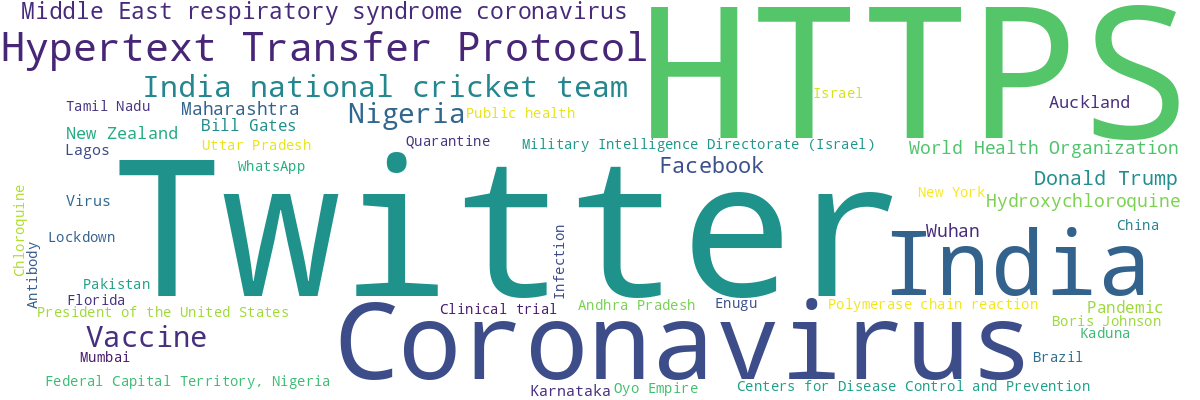 Middle East respiratory syndrome coronavirus
HTTPS
Hypertext Transfer Protocol
India national cricket team
Israel
Tamil Nadu
Maharashtra
Nigeria
Public health
Auckland
New Zealand
Bill Gates
Lagos
Uttar Pradesh
Quarantine
Military Intelligence Directorate (Israel)
World Health Organization
WhatsApp
Facebook
Twitter
Donald Trump
New York
Hydroxychloroquine
Chloroquine
Virus
Wuhan
China
Lockdown
India
Antibody
Infection
Pakistan
Florida
President of the United States
Clinical trial
Andhra Pradesh
Enugu
Polymerase chain reaction
Pandemic
Boris Johnson
Kaduna
Vaccine
Coronavirus
Mumbai
Brazil
Federal Capital Territory, Nigeria
Karnataka
Oyo Empire
Centers for Disease Control and Prevention